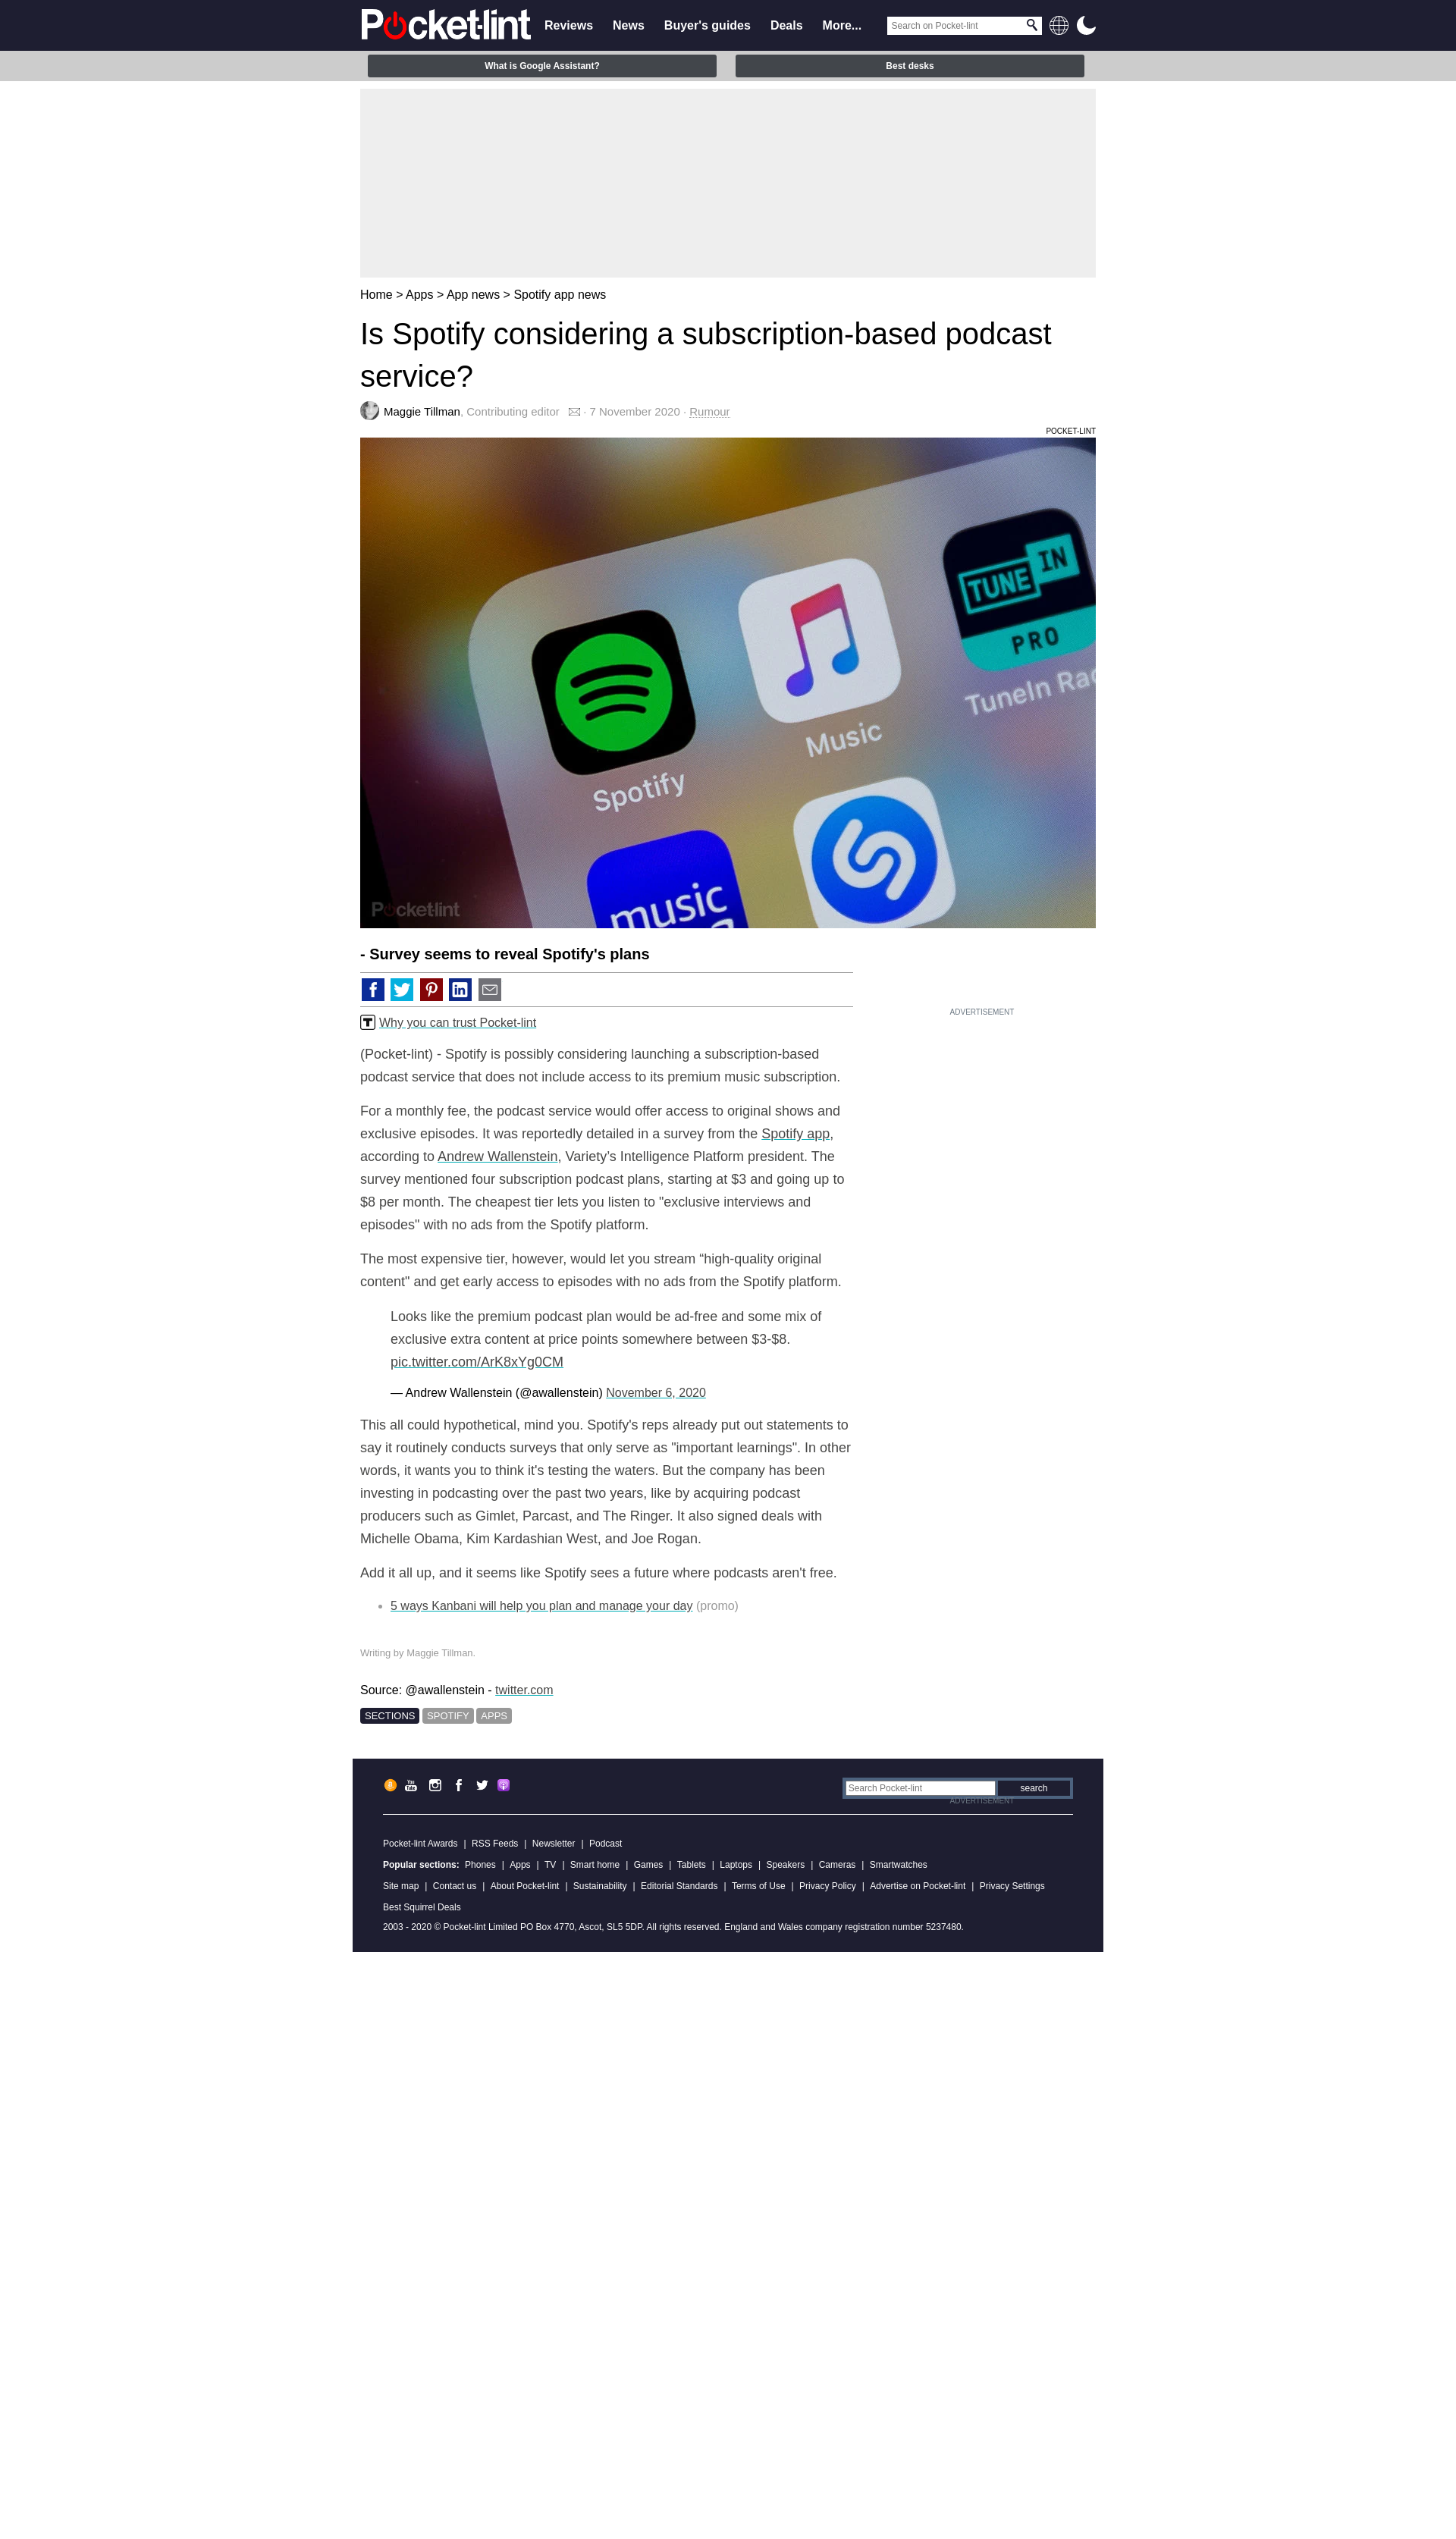 Pocket-lint
Reviews News Buyer's guides Deals More...
Search on Pocket-lint
What is Google Assistant?
Best desks
Home > Apps > App news > Spotify app news
Is Spotify considering a subscription-based podcast
service?
Maggie Tillman, Contributing editor · 7 November 2020 · Rumour
POCKET-LINT
TUNE IN
PRO
TuneIn Rac
Music
Spotify
music
Pocket-lint
- Survey seems to reveal Spotify's plans
ADVERTISEMENT
Why you can trust Pocket-lint
(Pocket-lint) - Spotify is possibly considering launching a subscription-based
podcast service that does not include access to its premium music subscription.
For a monthly fee, the podcast service would offer access to original shows and
exclusive episodes. It was reportedly detailed in a survey from the Spotify app,
according to Andrew Wallenstein, Variety’s Intelligence Platform president. The
survey mentioned four subscription podcast plans, starting at $3 and going up to
$8 per month. The cheapest tier lets you listen to "exclusive interviews and
episodes" with no ads from the Spotify platform.
The most expensive tier, however, would let you stream “high-quality original
content" and get early access to episodes with no ads from the Spotify platform.
Looks like the premium podcast plan would be ad-free and some mix of
exclusive extra content at price points somewhere between $3-$8.
pic.twitter.com/ArK8xYg0CM
— Andrew Wallenstein (@awallenstein) November 6, 2020
This all could hypothetical, mind you. Spotify's reps already put out statements to
say it routinely conducts surveys that only serve as "important learnings". In other
words, it wants you to think it's testing the waters. But the company has been
investing in podcasting over the past two years, like by acquiring podcast
producers such as Gimlet, Parcast, and The Ringer. It also signed deals with
Michelle Obama, Kim Kardashian West, and Joe Rogan.
Add it all up, and it seems like Spotify sees a future where podcasts aren't free.
5 ways Kanbani will help you plan and manage your day (promo)
Writing by Maggie Tillman.
Source: @awallenstein - twitter.com
SECTIONS SPOTIFY APPS
Search Pocket-lint
search
ADVERTISEMENT
Pocket-lint Awards | RSS Feeds | Newsletter | Podcast
Popular sections: Phones | Apps | TV | Smart home | Games | Tablets | Laptops | Speakers | Cameras | Smartwatches
Site map | Contact us | About Pocket-lint | Sustainability | Editorial Standards | Terms of Use | Privacy Policy | Advertise on Pocket-lint | Privacy Settings
Best Squirrel Deals
2003 - 2020 © Pocket-lint Limited PO Box 4770, Ascot, SL5 5DP. All rights reserved. England and Wales company registration number 5237480.